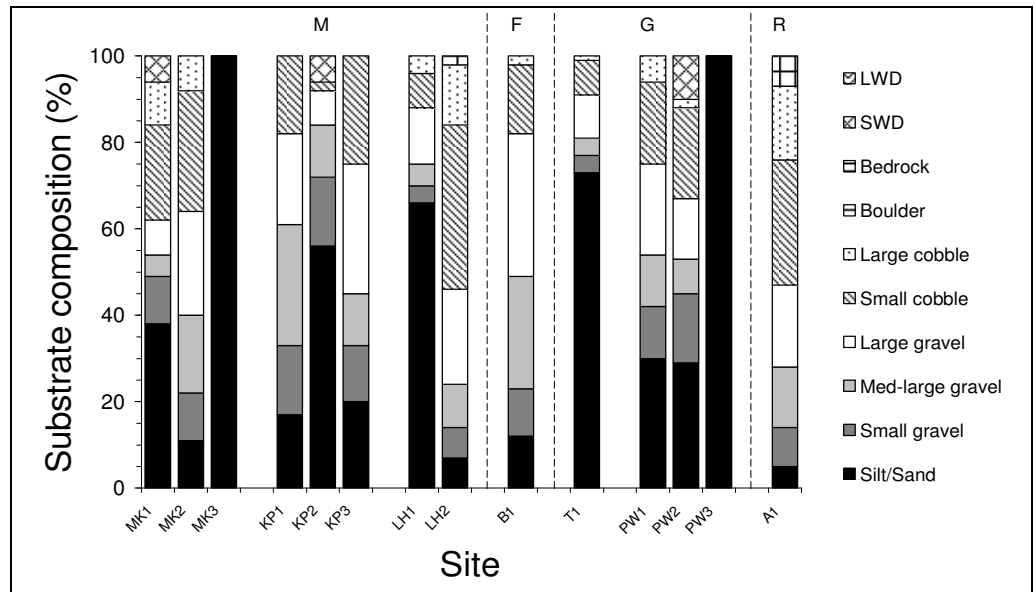 M F G R
100
80
60
40
20
0
Substrate composition (%)
MK1 MK2 MK3 KP1 KP2 KP3 LH1 LH2 B1 T1 PW1 PW2 PW3 A1
Site
LWD
SWD
Bedrock
Boulder
Large cobble
Small cobble
Large gravel
Med-large gravel
Small gravel
Silt/Sand